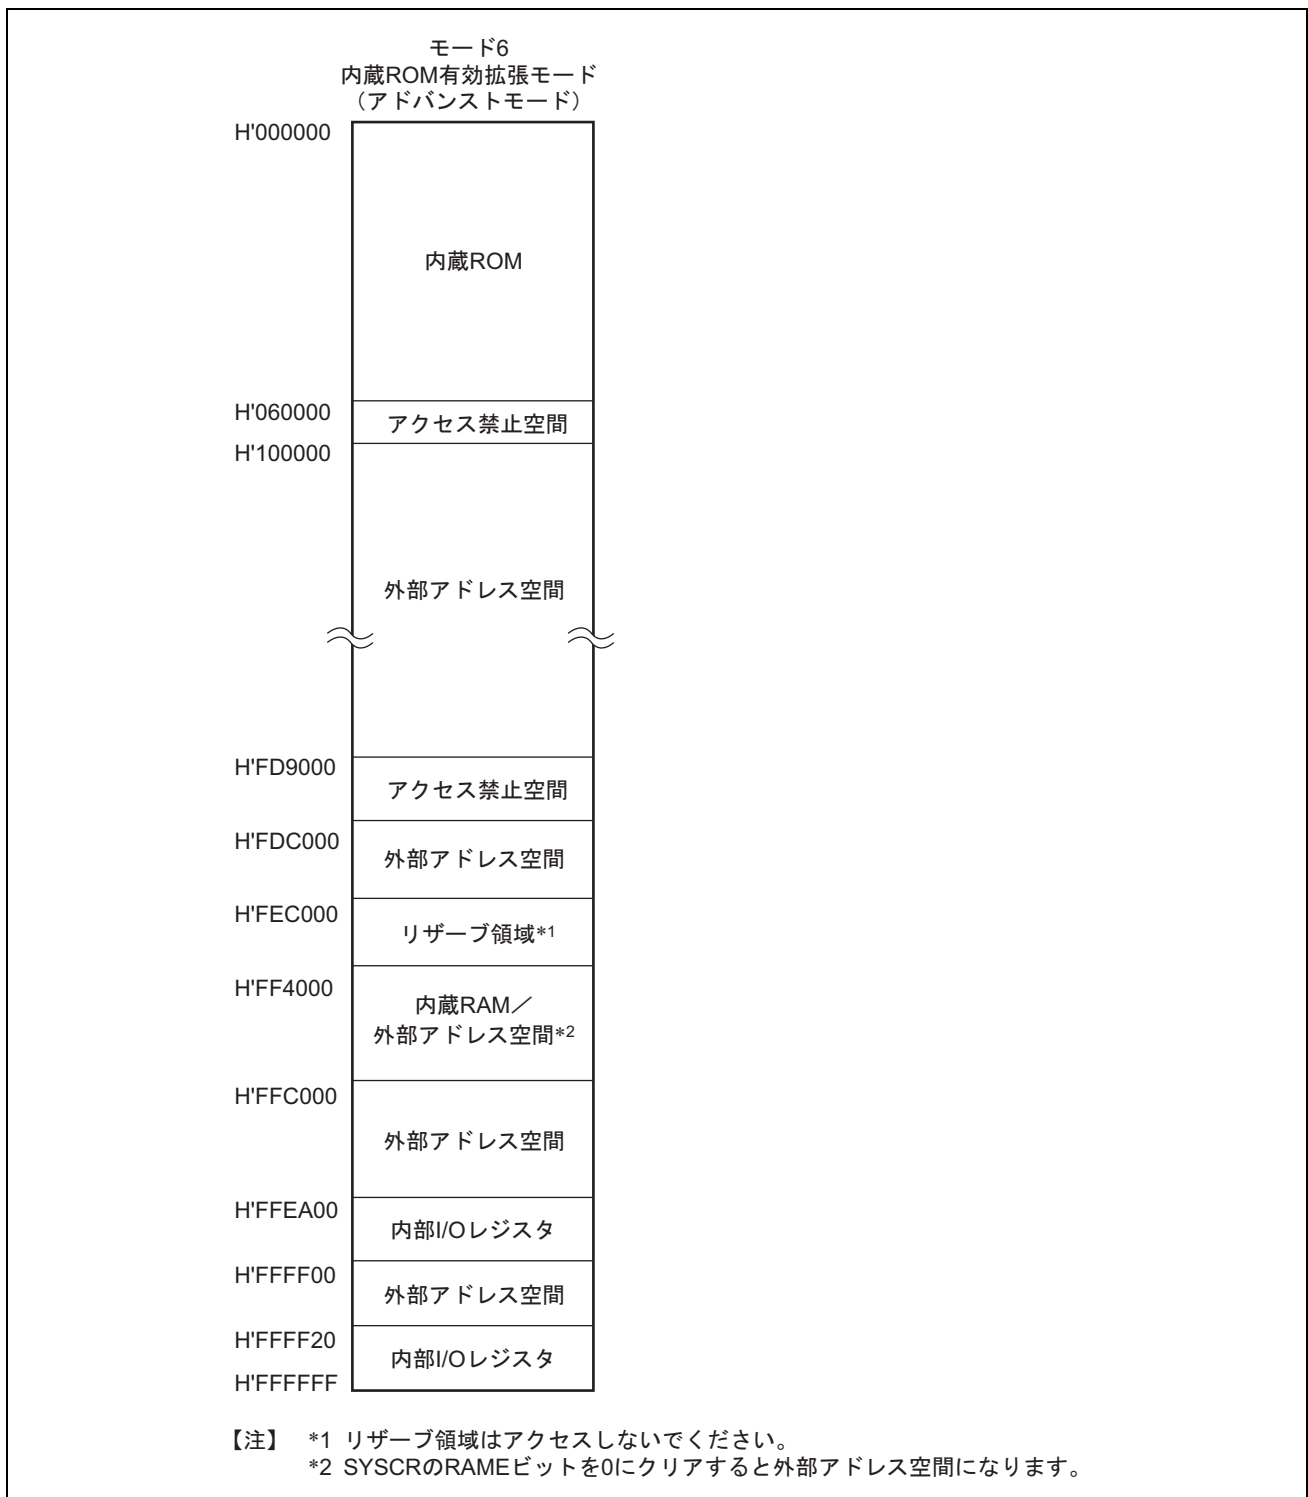 モード6
内蔵ROM有効拡張モード
（アドバンストモード）
H'000000
内蔵ROM
H'060000
アクセス禁止空間
H'100000
外部アドレス空間
H'FD9000
アクセス禁止空間
H'FDC000
外部アドレス空間
H'FEC000
リザーブ領域*1
H'FF4000
内蔵RAM／
外部アドレス空間*2
H'FFC000
外部アドレス空間
H'FFEA00
内部I/Oレジスタ
H'FFFF00
外部アドレス空間
H'FFFF20
内部I/Oレジスタ
H'FFFFFF
【注】 *1 リザーブ領域はアクセスしないでください。
*2 SYSCRのRAMEビットを0にクリアすると外部アドレス空間になります。